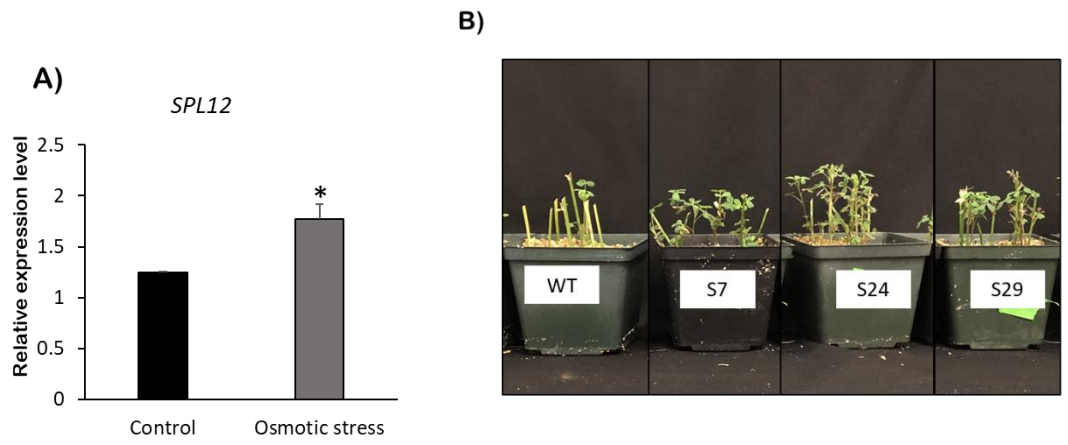 A)
SPL12
Relative expression level
2.5
2
1.5
1
0.5
0
*
Control
Osmotic stress
B)
WT
S7
S24
S29